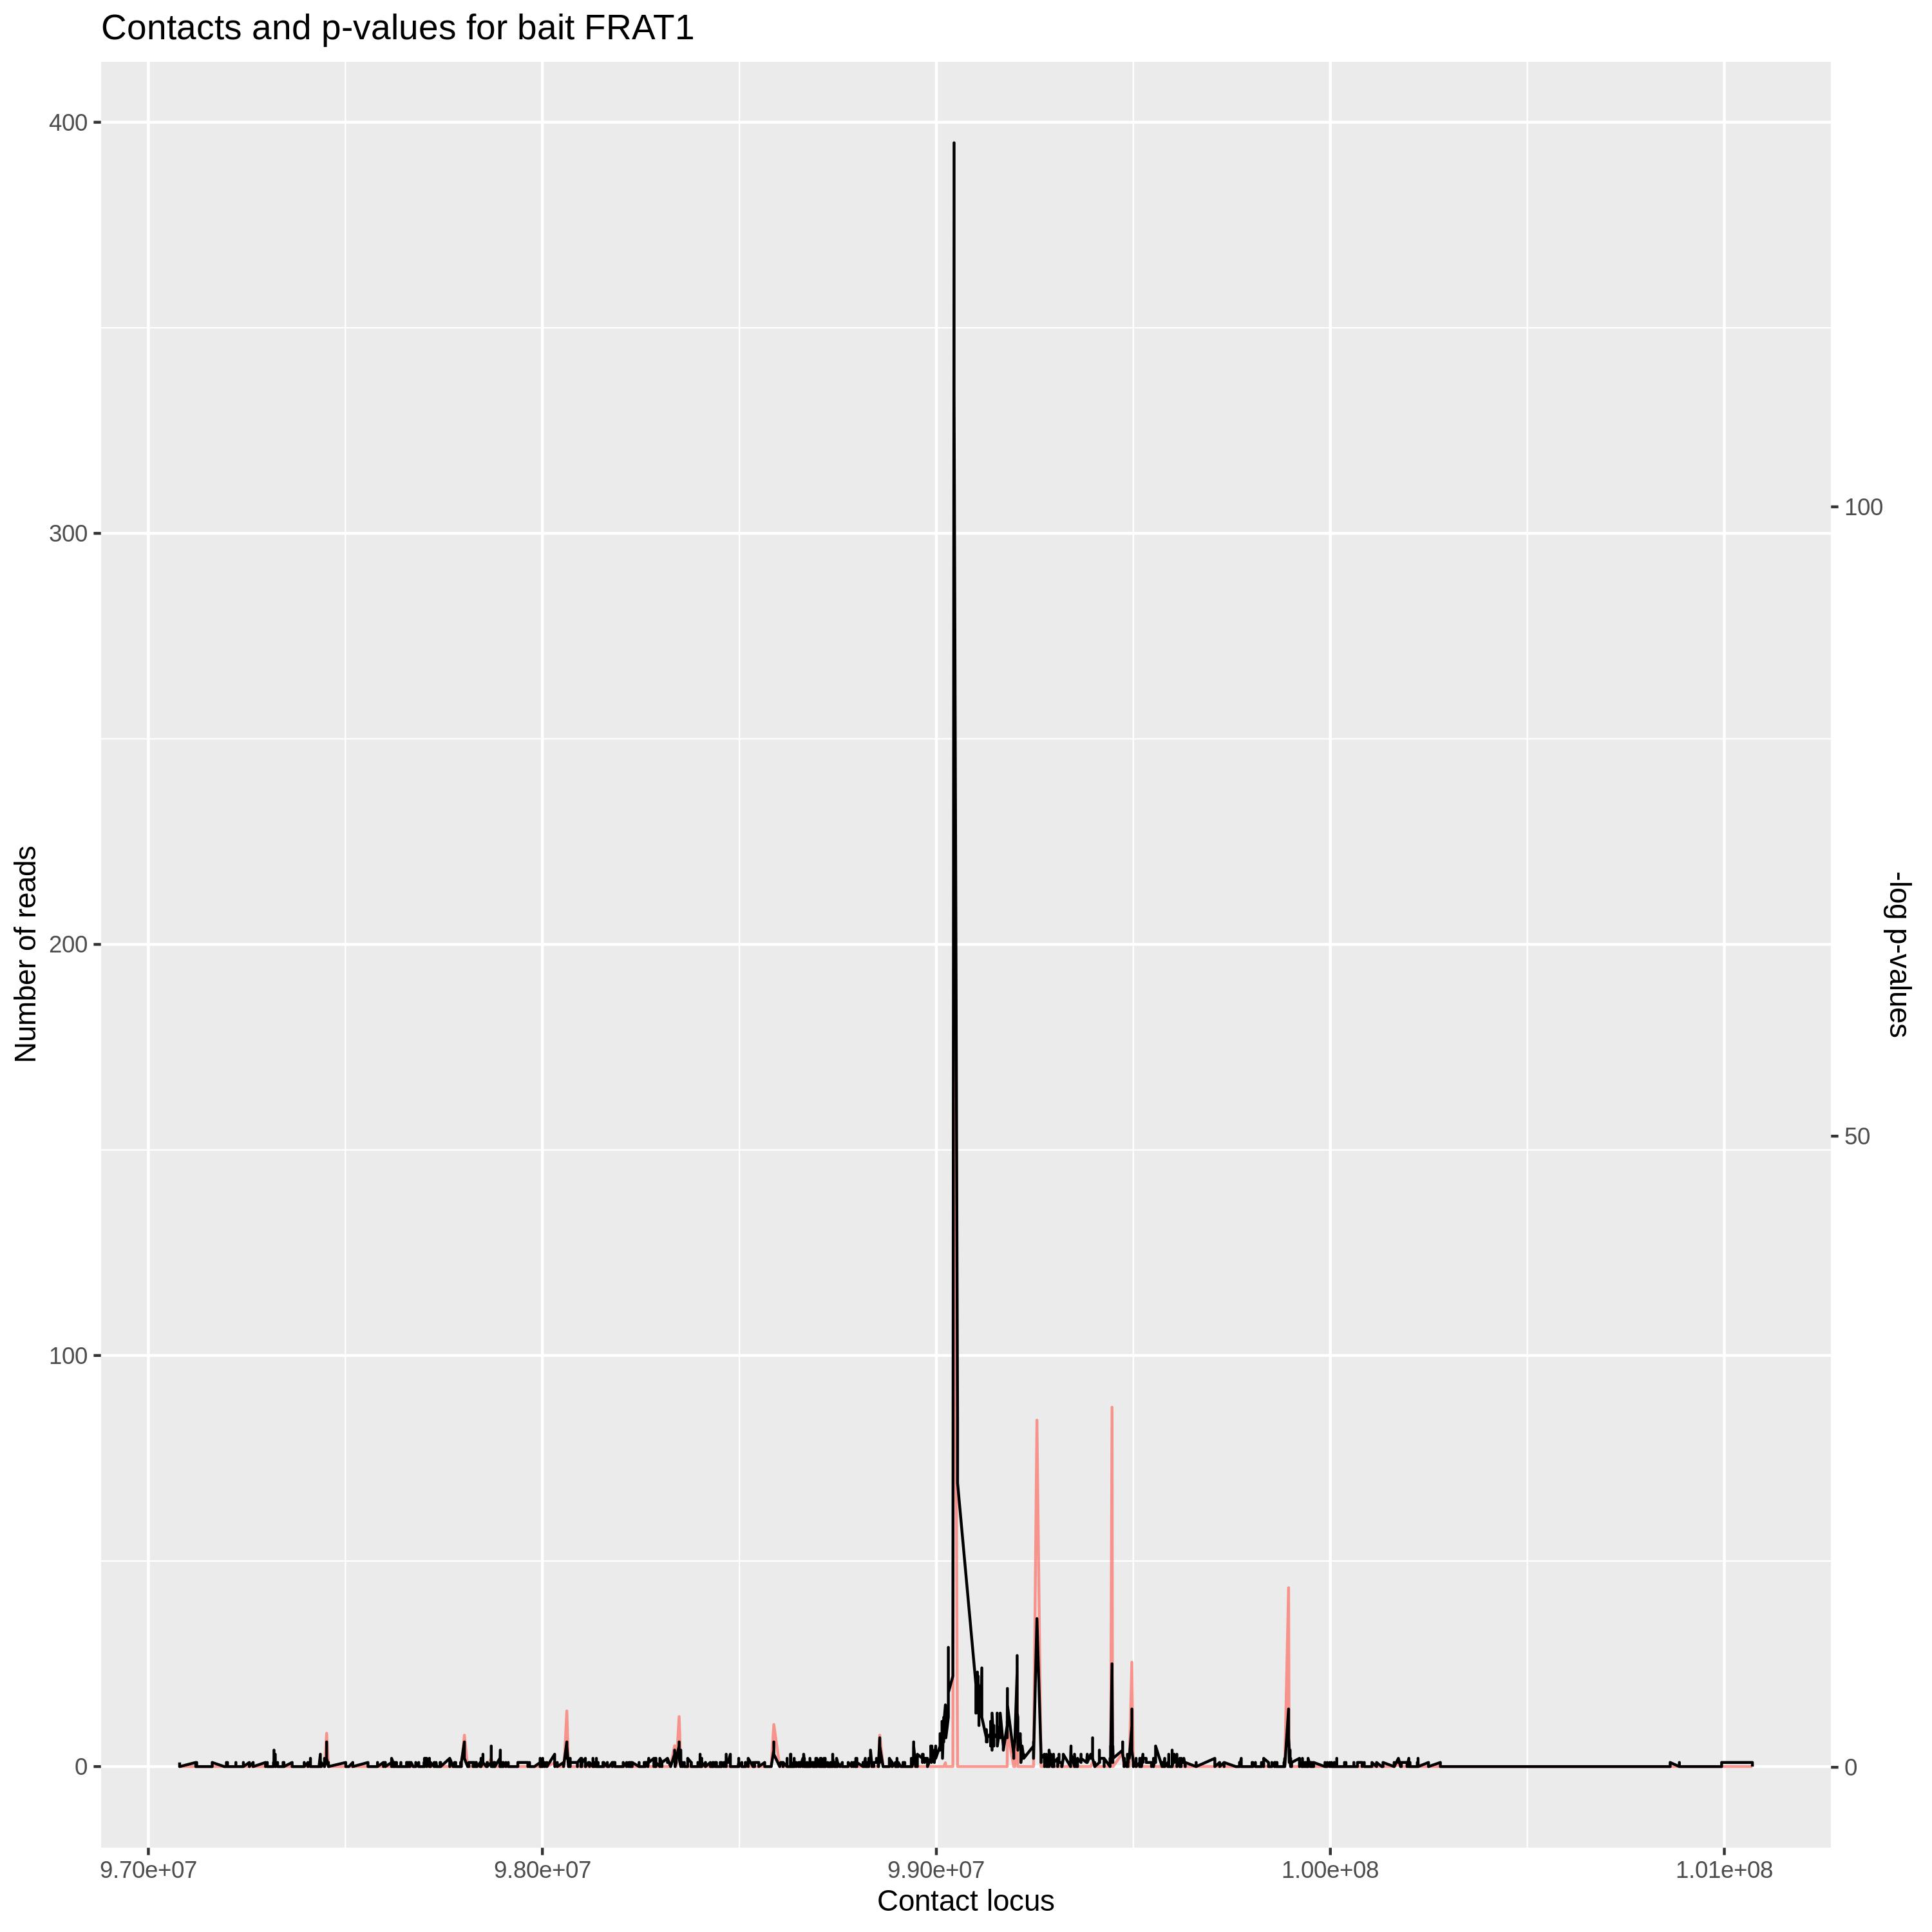 Contacts and p-values for bait FRAT1
400
300
200
100
0
Number of reads
100
50
0
-log p-values
9.70e+07 9.80e+07 9.90e+07 1.00e+08 1.01e+08
Contact locus